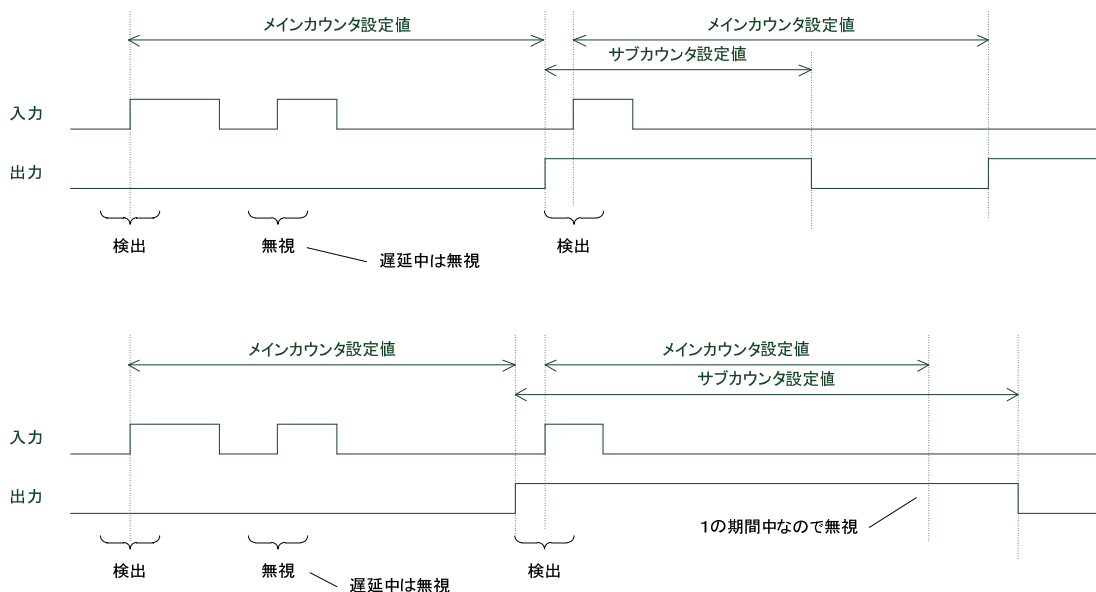 メインカウンタ設定値
メインカウンタ設定値
サブカウンタ設定値
入力
出力
検出
無視
検出
遅延中は無視
メインカウンタ設定値
メインカウンタ設定値
サブカウンタ設定値
入力
出力
1の期間中なので無視
検出
無視
検出
遅延中は無視